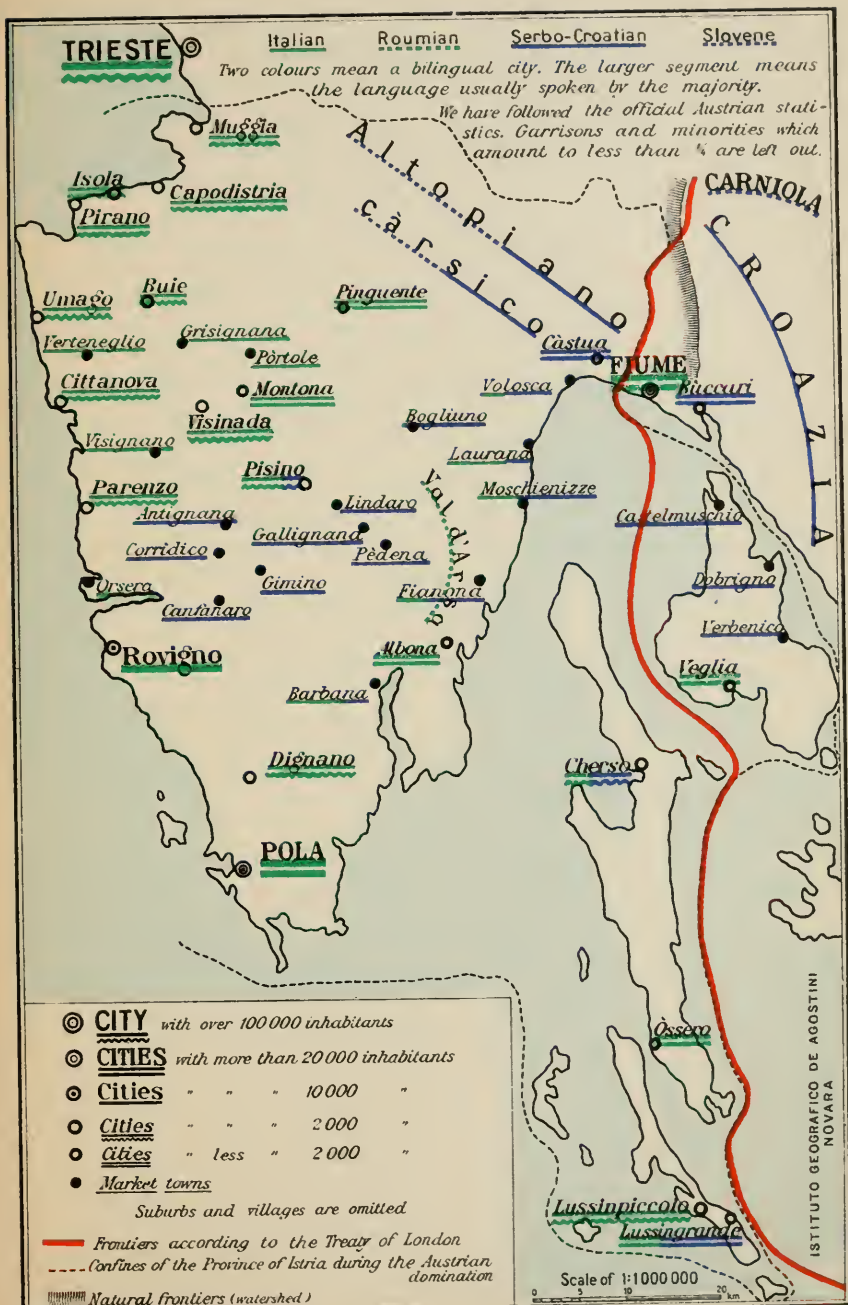 TRIESTE
Italian Roumian Serbo-Croatian Slovene
Two colours mean a bilingual city. The larger segment means
the language usually spoken by the majority.
We have followed the official Austrian stati-
stics. Garrisons and minorities which
amount to less than ¼ are left out.
Muggia
Altopiano
càrsico
CARNIOLA
CROAZIA
Isola
Capodistria
Pirano
Buie
Pinguente
Umago
Grisignana
Verteneglio
Pòrtole
Càstua
FIUME
Cittanova
Montona
Volosca
Bùccari
Visinada
Bogliuno
Visignano
Laurana
Pisino
Parenzo
Lindaro
Val d'Arsa
Moschienizze
Castelmuschio
Antignana
Gallignana
Corridico
Pèdena
Orsera
Gimino
Fianona
Dobrigno
Canfanaro
Verbenico
Rovigno
Albona
Barbana
Veglia
Dignano
Cherso
POLA
Òssero
Lussinpiccolo
Lussingrande
CITY with over 100 000 inhabitants
CITIES with more than 20 000 inhabitants
Cities " " " 10 000 "
Cities " " " 2 000 "
Cities " less " 2 000 "
Market towns
Suburbs and villages are omitted
Frontiers according to the Treaty of London
Confines of the Province of Istria during the Austrian
domination
Natural frontiers (watershed)
Scale of 1:1000 000
0 10 20
km
ISTITUTO GEOGRAFICO DE AGOSTINI
NOVARA